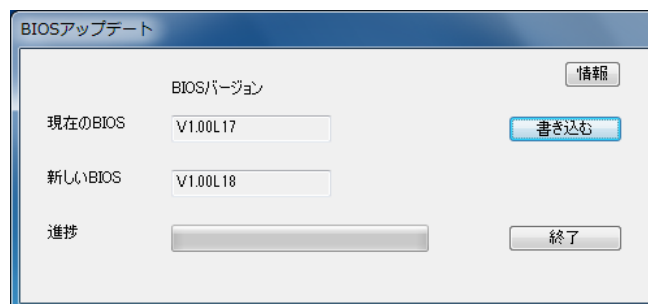 BIOSアップデート
情報
BIOSバージョン
現在のBIOS V1.00L17 書き込む
新しいBIOS V1.00L18
進捗 終了